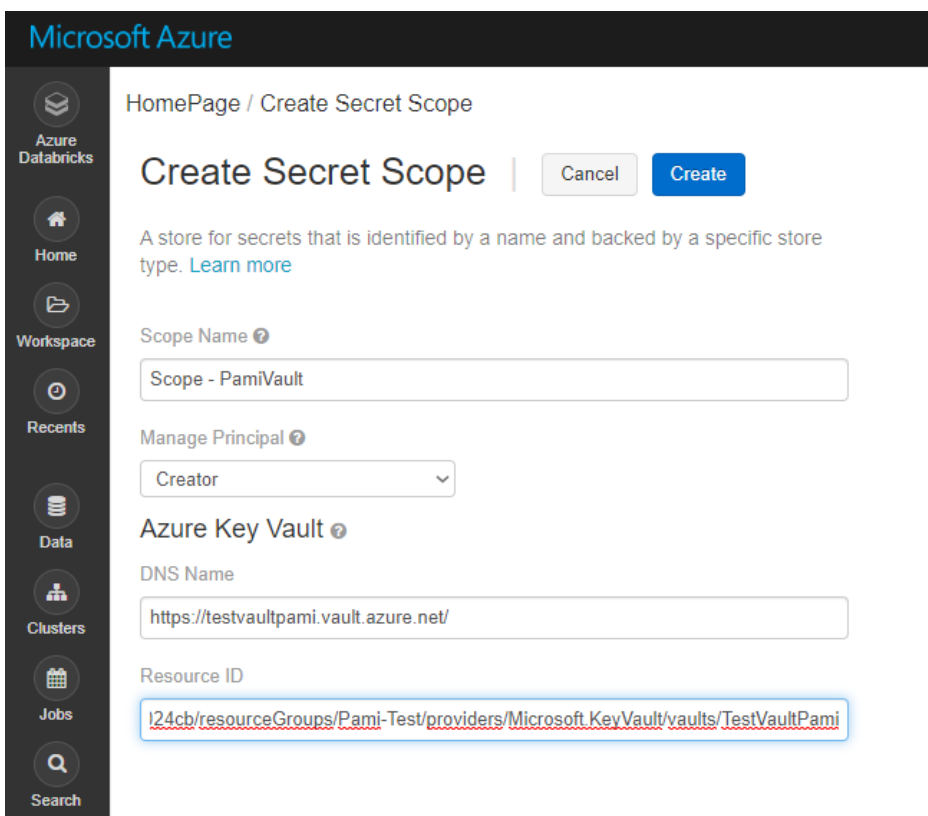 Microsoft Azure
Azure
Databricks
Home
Workspace
Recents
Data
Clusters
Jobs
Search
HomePage / Create Secret Scope
Create Secret Scope
Cancel
Create
A store for secrets that is identified by a name and backed by a specific store
type. Learn more
Scope Name
Scope - PamiVault
Manage Principal
Creator
Azure Key Vault
DNS Name
https://testvaultpami.vault.azure.net/
Resource ID
24cb/resourceGroups/Pami-Test/providers/Microsoft.KeyVault/vaults/TestVaultPami